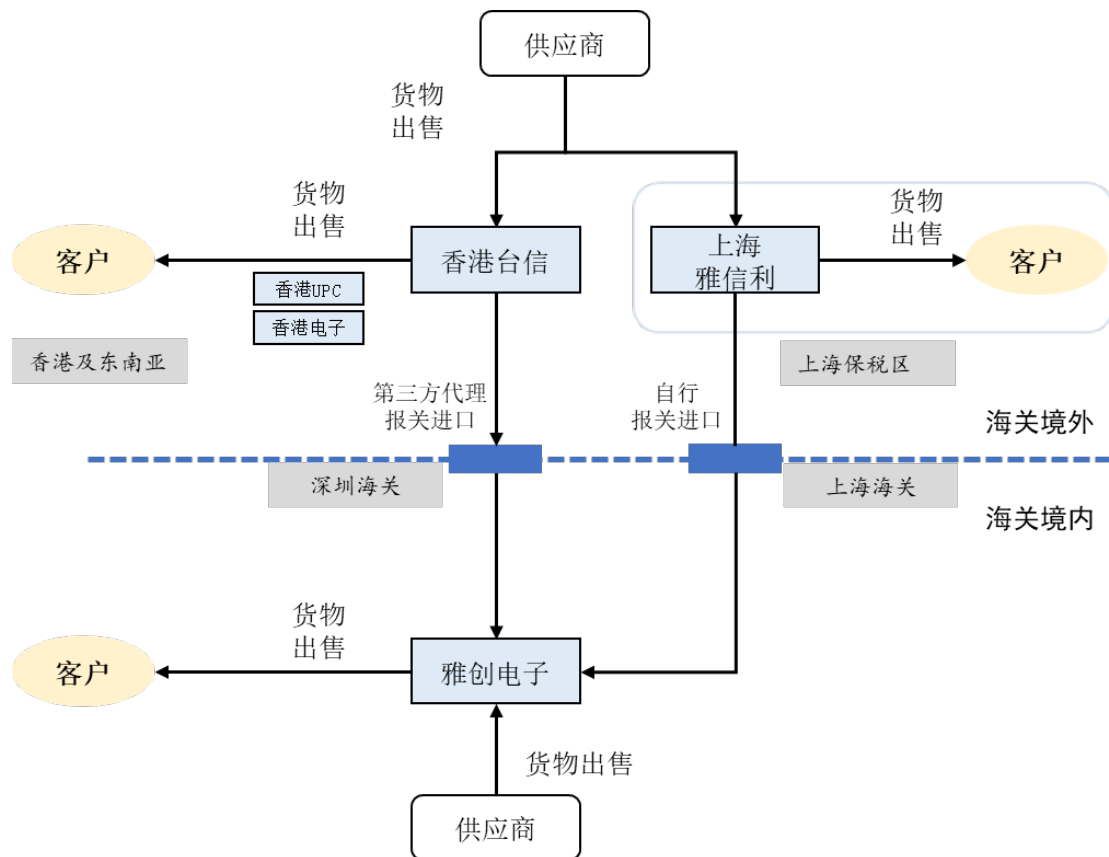 供应商
货物
出售
货物
出售
货物
出售
客户
香港台信
上海
雅信利
客户
香港UPC
香港电子
香港及东南亚
上海保税区
第三方代理
报关进口
自行
报关进口
海关境外
深圳海关
上海海关
海关境内
货物
出售
客户
雅创电子
货物出售
供应商